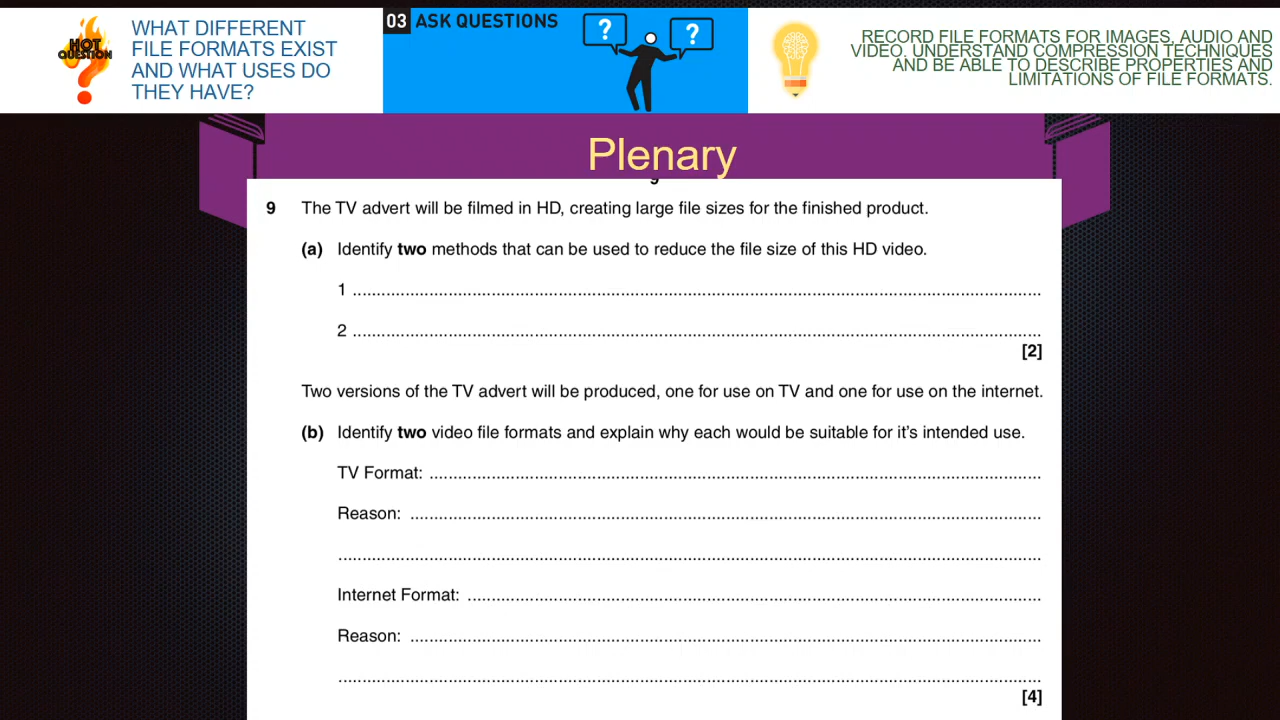 HOT
QUESTION
WHAT DIFFERENT
FILE FORMATS EXIST
AND WHAT USES DO
THEY HAVE?
03 ASK QUESTIONS
? ?
RECORD FILE FORMATS FOR IMAGES, AUDIO AND
VIDEO. UNDERSTAND COMPRESSION TECHNIQUES
AND BE ABLE TO DESCRIBE PROPERTIES AND
LIMITATIONS OF FILE FORMATS.
Plenary
9 The TV advert will be filmed in HD, creating large file sizes for the finished product.
(a) Identify two methods that can be used to reduce the file size of this HD video.
1 ....................................................................................
2 ....................................................................................
[2]
Two versions of the TV advert will be produced, one for use on TV and one for use on the internet.
(b) Identify two video file formats and explain why each would be suitable for it's intended use.
TV Format: ....................................................................................
Reason: ....................................................................................
....................................................................................
Internet Format: ....................................................................................
Reason: ....................................................................................
....................................................................................
[4]